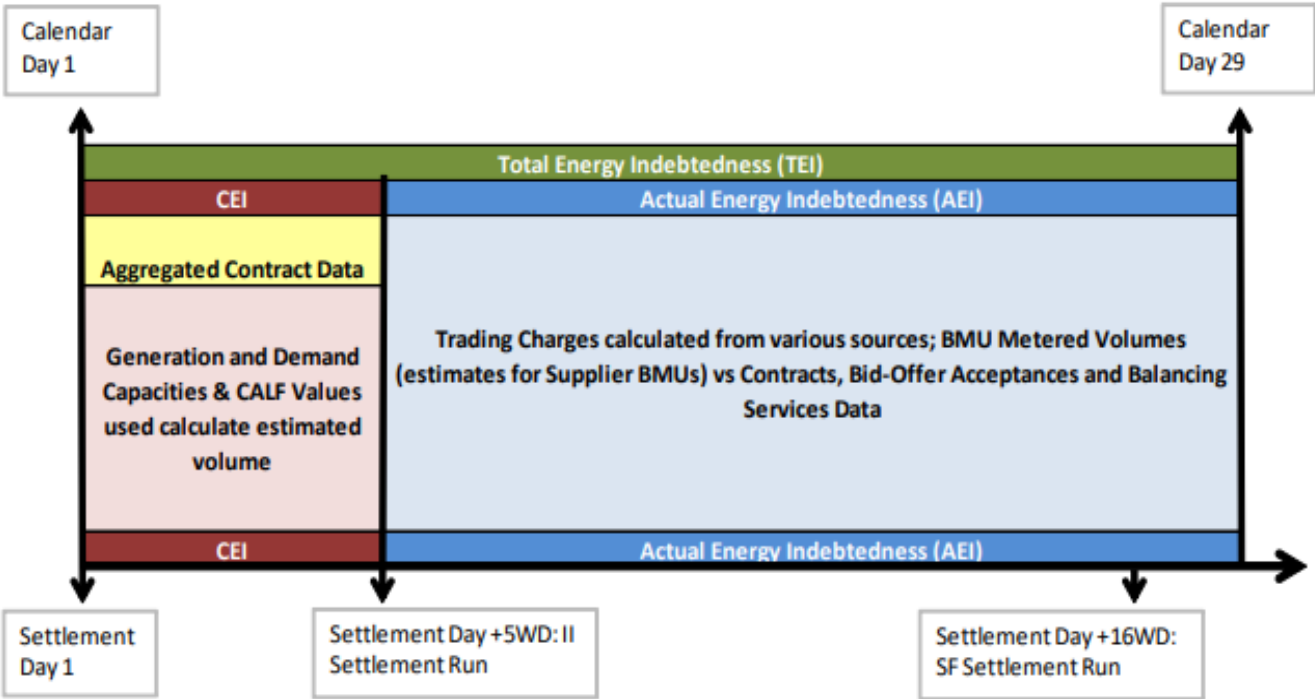 Calendar
Day 1
Calendar
Day 29
Total Energy Indebtedness (TEI)
CEI
Actual Energy Indebtedness (AEI)
Aggregated Contract Data
Generation and Demand
Capacities & CALF Values
used calculate estimated
volume
Trading Charges calculated from various sources; BMU Metered Volumes
(estimates for Supplier BMUs) vs Contracts, Bid-Offer Acceptances and Balancing
Services Data
CEI
Actual Energy Indebtedness (AEI)
Settlement
Day 1
Settlement Day +5WD: II
Settlement Run
Settlement Day +16WD:
SF Settlement Run